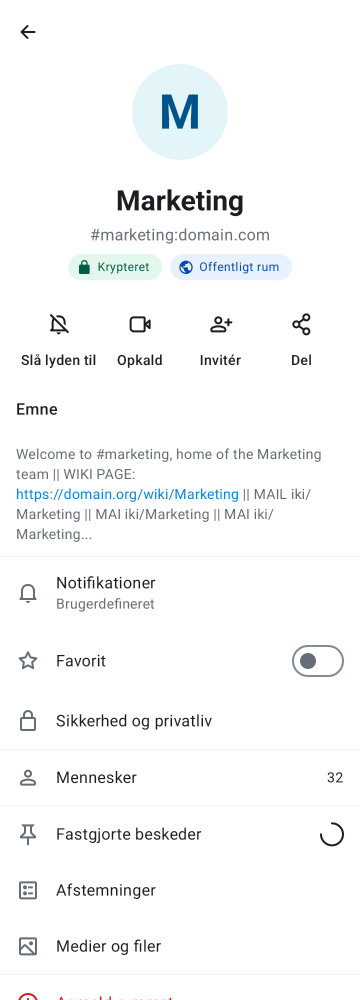 M
Marketing
#marketing:domain.com
Krypteret Offentligt rum
Slå lyden til Opkald Invitér Del
Emne
Welcome to #marketing, home of the Marketing
team || WIKI PAGE:
https://domain.org/wiki/Marketing || MAIL iki/
Marketing || MAI iki/Marketing || MAI iki/
Marketing...
Notifikationer
Brugerdefineret
Favorit
Sikkerhed og privatliv
Mennesker 32
Fastgjorte beskeder
Afstemninger
Medier og filer